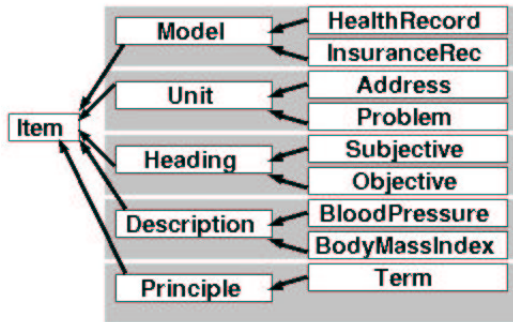 Model
HealthRecord
InsuranceRec
Unit
Address
Problem
Item
Heading
Subjective
Objective
Description
BloodPressure
BodyMassIndex
Principle
Term